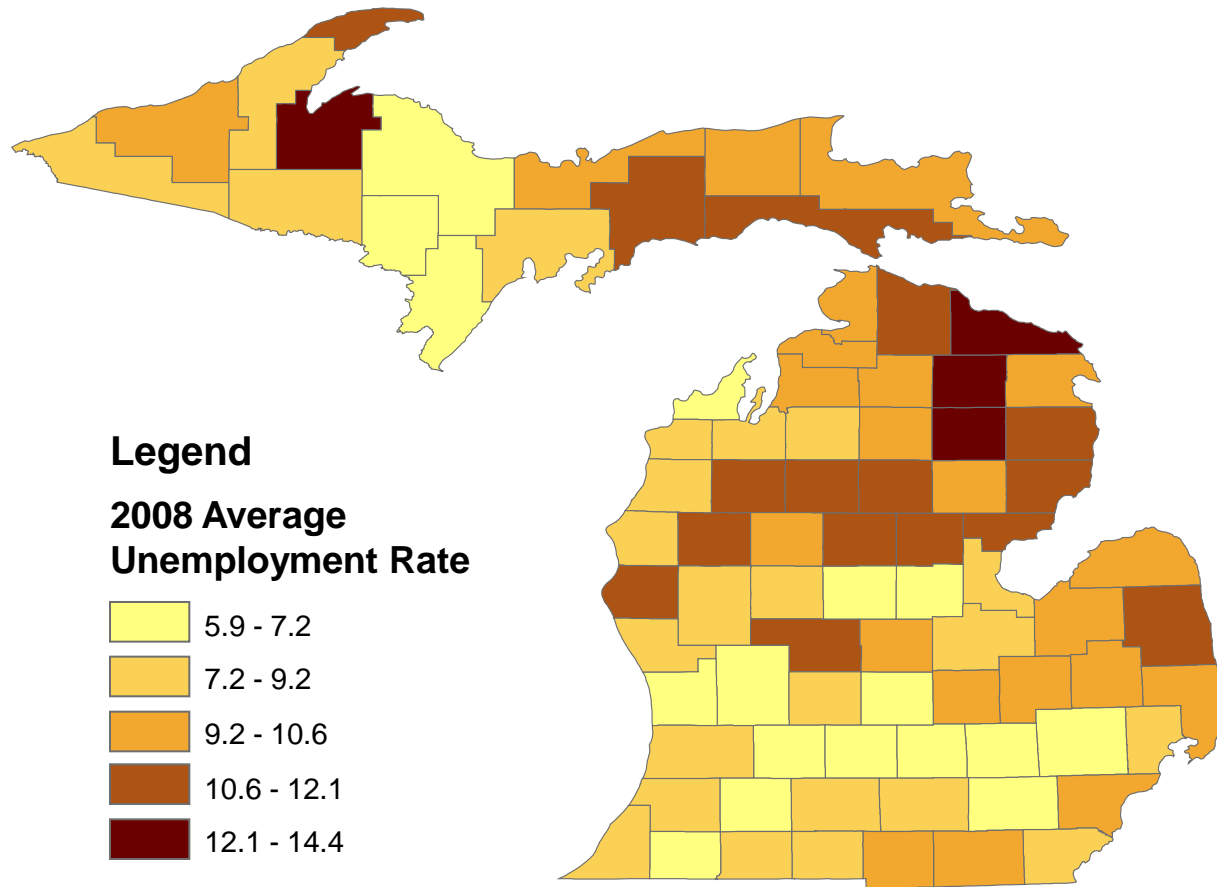 Legend
2008 Average
Unemployment Rate
5.9 - 7.2
7.2 - 9.2
9.2 - 10.6
10.6 - 12.1
12.1 - 14.4